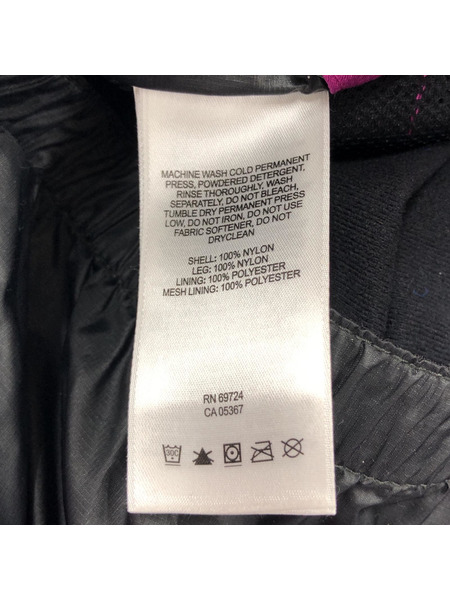 MACHINE WASH COLD PERMANENT
PRESS, POWDERED DETERGENT,
RINSE THOROUGHLY, WASH
SEPARATELY, DO NOT BLEACH,
TUMBLE DRY PERMANENT PRESS
LOW, DO NOT IRON, DO NOT USE
FABRIC SOFTENER, DO NOT
DRYCLEAN
SHELL: 100% NYLON
LEG: 100% NYLON
LINING: 100% POLYESTER
MESH LINING: 100% POLYESTER
RN 69724
CA 05367
30C